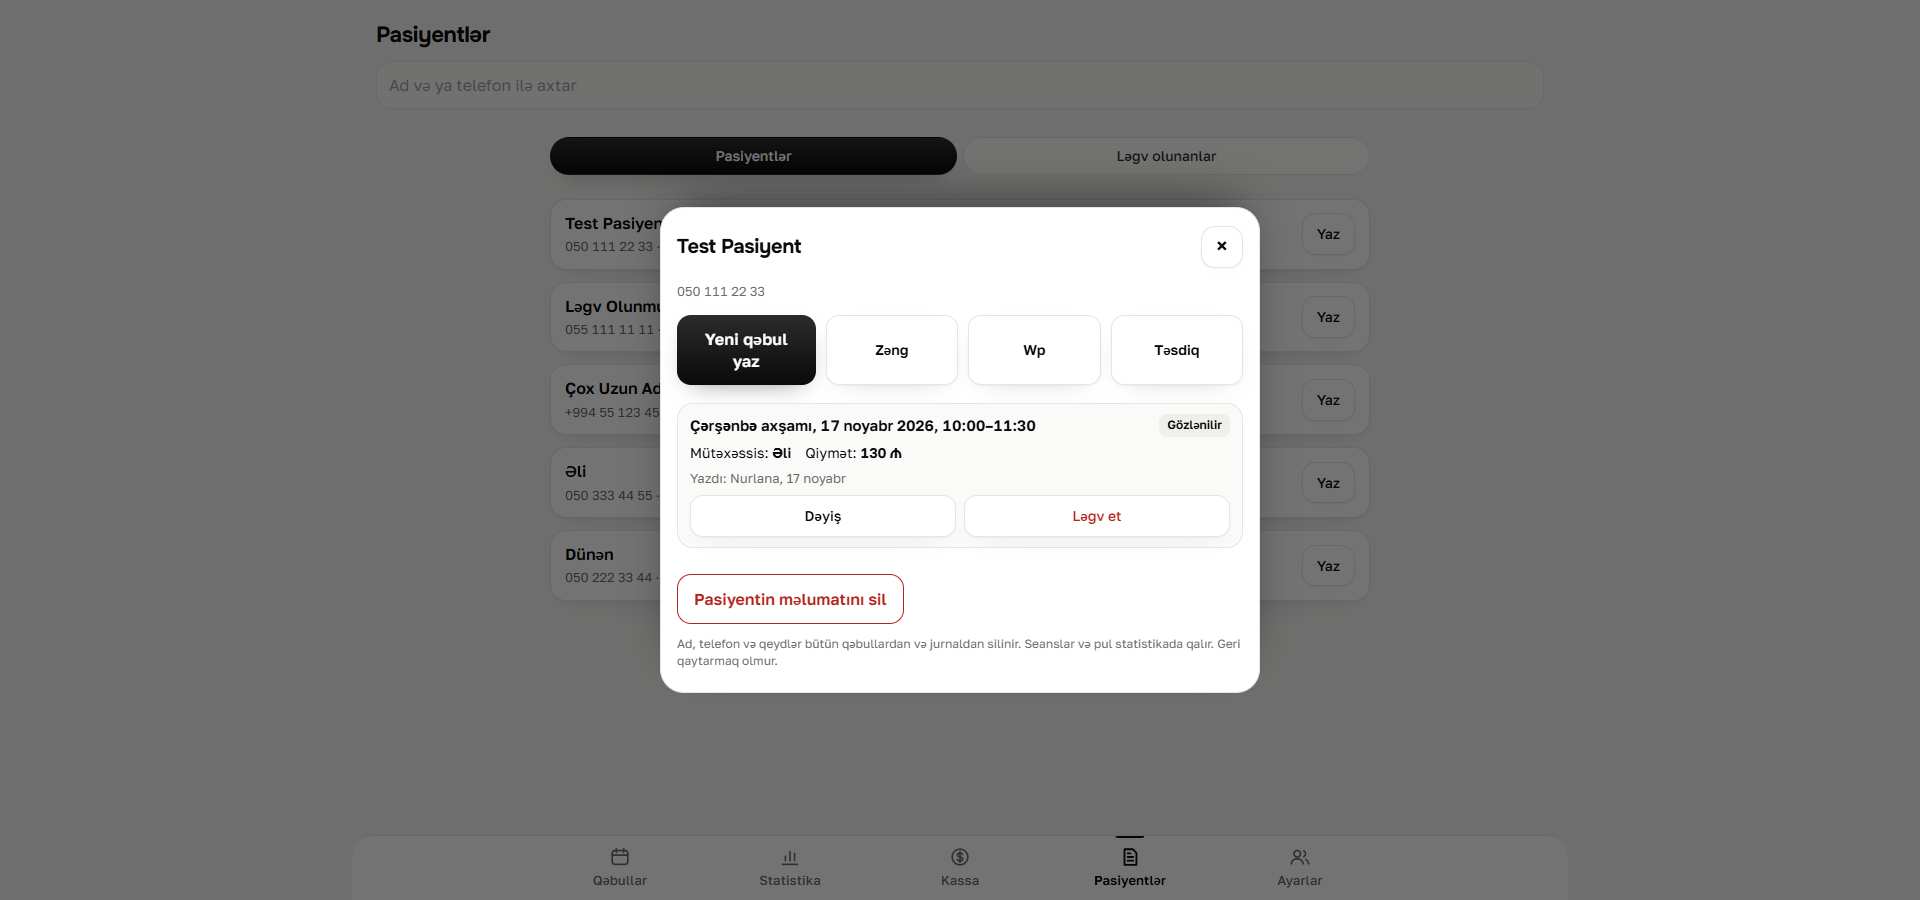 Pasiyentlər
Ad və ya telefon ilə axtar
Pasiyentlər
Ləgv olunanlar
Test Pasiyen
050 111 22 33 -
Yaz
Ləgv Olunmu
055 111 11 11 -
Yaz
Çox Uzun Ad
+994 55 123 45
Yaz
Əli
050 333 44 55 -
Yaz
Dünən
050 222 33 44 -
Yaz
Test Pasiyent
×
050 111 22 33
Yeni qəbul
yaz
Zəng
Wp
Təsdiq
Çərşənbə axşamı, 17 noyabr 2026, 10:00–11:30
Gözlənilir
Mütəxəssis: Əli Qiymət: 130 ₼
Yazdı: Nurlana, 17 noyabr
Dəyiş
Ləgv et
Pasiyentin məlumatını sil
Ad, telefon və qeydlər bütün qəbullardan və jurnaldan silinir. Seanslar və pul statistikada qalır. Geri
qaytarmaq olmur.
Qəbullar
Statistika
Kassa
Pasiyentlər
Ayarlar